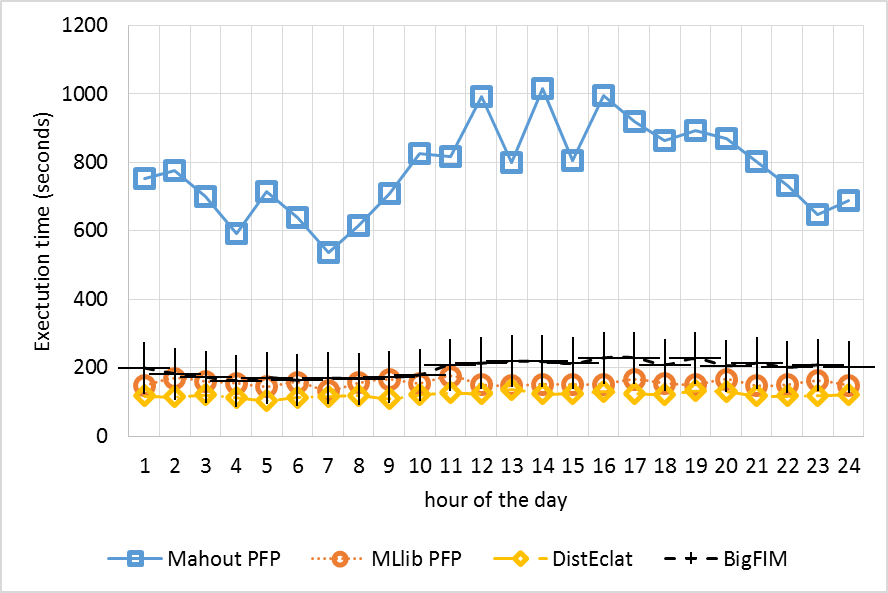 1200
1000
800
600
400
200
0
Exectution time (seconds)
1 2 3 4 5 6 7 8 9 10 11 12 13 14 15 16 17 18 19 20 21 22 23 24
hour of the day
Mahout PFP MLlib PFP DistEclat BigFIM